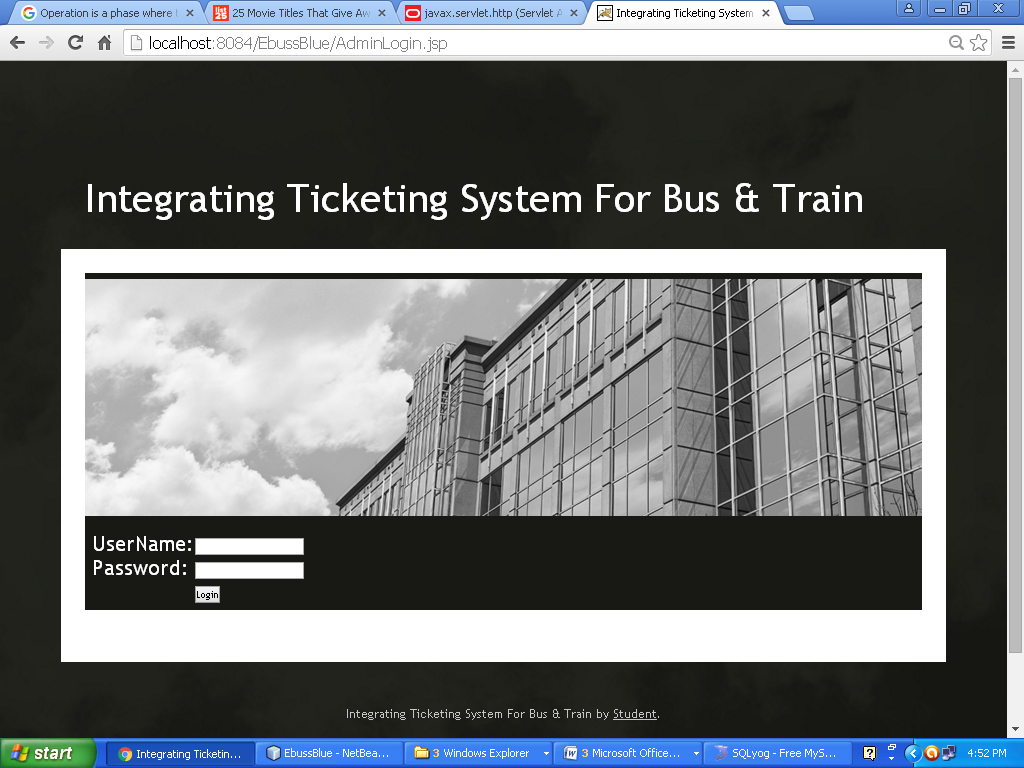 Operation is a phase where
25 Movie Titles That Give Aw
javax.servlet.http (Servlet A
Integrating Ticketing System
localhost:8084/EbussBlue/AdminLogin.jsp
Integrating Ticketing System For Bus & Train
UserName:
Password:
Login
Integrating Ticketing System For Bus & Train by Student.
start
Integrating Ticketin...
EbussBlue - NetBea...
3 Windows Explorer
3 Microsoft Office...
SQLyog - Free MyS...
4:52 PM